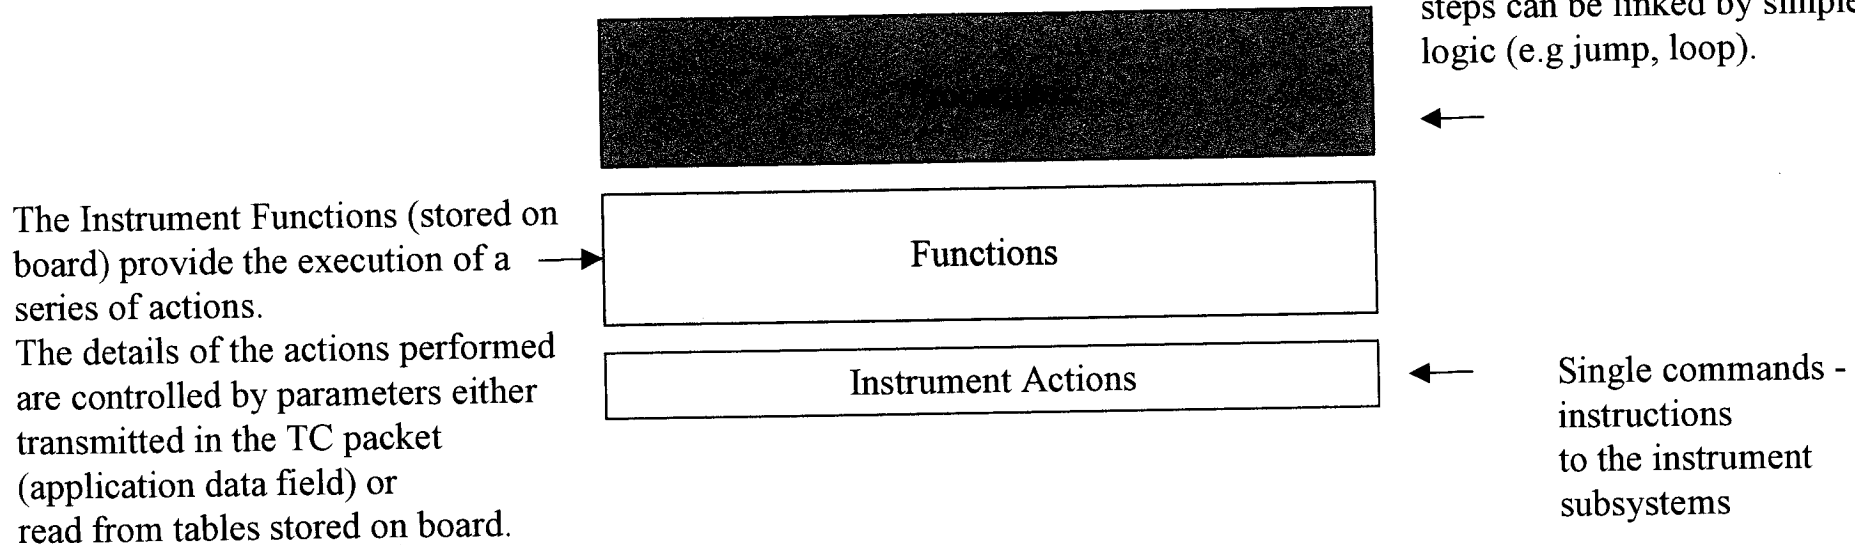 steps can be linked by simple
logic (e.g jump, loop).
The Instrument Functions (stored on
board) provide the execution of a
series of actions.
The details of the actions performed
are controlled by parameters either
transmitted in the TC packet
(application data field) or
read from tables stored on board.
Functions
Instrument Actions
Single commands -
instructions
to the instrument
subsystems